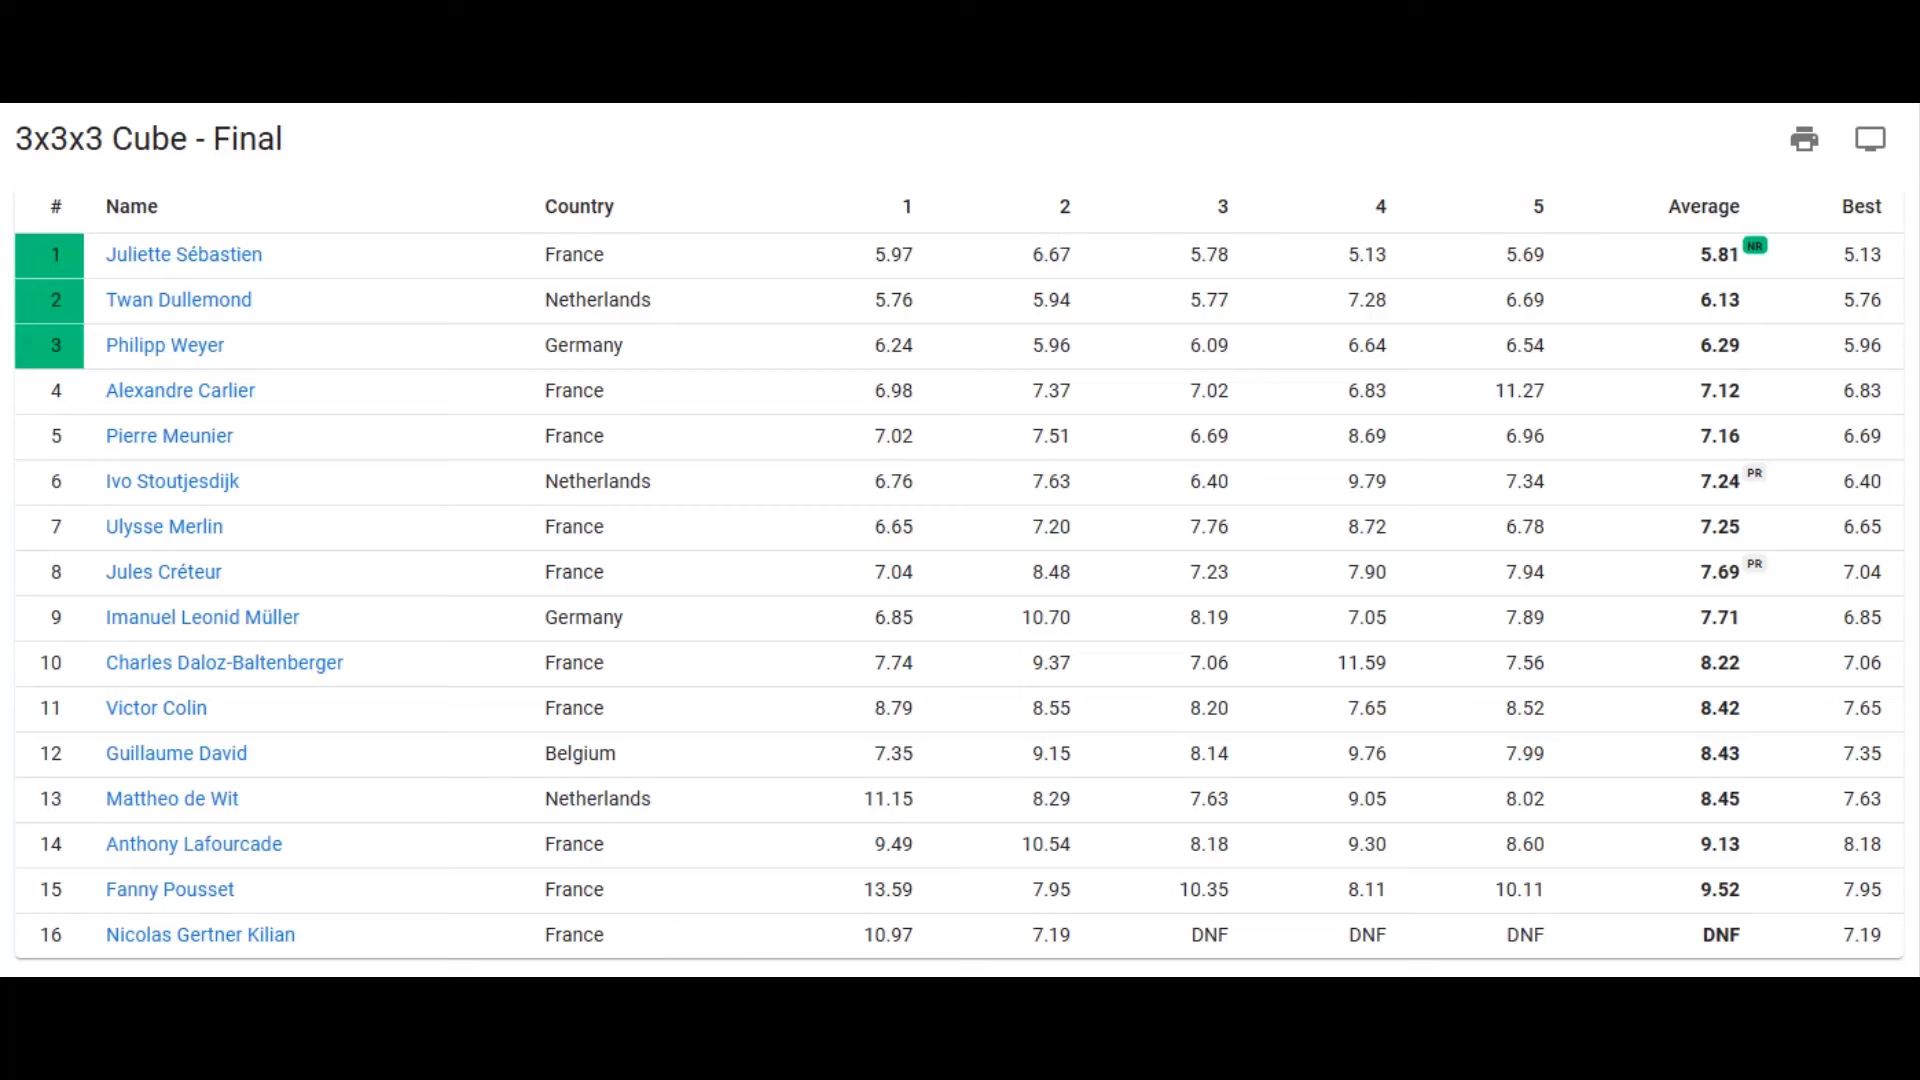 3x3x3 Cube - Final
# Name Country 1 2 3 4 5 Average Best
1 Juliette Sébastien France 5.97 6.67 5.78 5.13 5.69 5.81 NR 5.13
2 Twan Dullemond Netherlands 5.76 5.94 5.77 7.28 6.69 6.13 5.76
3 Philipp Weyer Germany 6.24 5.96 6.09 6.64 6.54 6.29 5.96
4 Alexandre Carlier France 6.98 7.37 7.02 6.83 11.27 7.12 6.83
5 Pierre Meunier France 7.02 7.51 6.69 8.69 6.96 7.16 6.69
6 Ivo Stoutjesdijk Netherlands 6.76 7.63 6.40 9.79 7.34 7.24 PR 6.40
7 Ulysse Merlin France 6.65 7.20 7.76 8.72 6.78 7.25 6.65
8 Jules Créteur France 7.04 8.48 7.23 7.90 7.94 7.69 PR 7.04
9 Imanuel Leonid Müller Germany 6.85 10.70 8.19 7.05 7.89 7.71 6.85
10 Charles Daloz-Baltenberger France 7.74 9.37 7.06 11.59 7.56 8.22 7.06
11 Victor Colin France 8.79 8.55 8.20 7.65 8.52 8.42 7.65
12 Guillaume David Belgium 7.35 9.15 8.14 9.76 7.99 8.43 7.35
13 Mattheo de Wit Netherlands 11.15 8.29 7.63 9.05 8.02 8.45 7.63
14 Anthony Lafourcade France 9.49 10.54 8.18 9.30 8.60 9.13 8.18
15 Fanny Pousset France 13.59 7.95 10.35 8.11 10.11 9.52 7.95
16 Nicolas Gertner Kilian France 10.97 7.19 DNF DNF DNF DNF 7.19